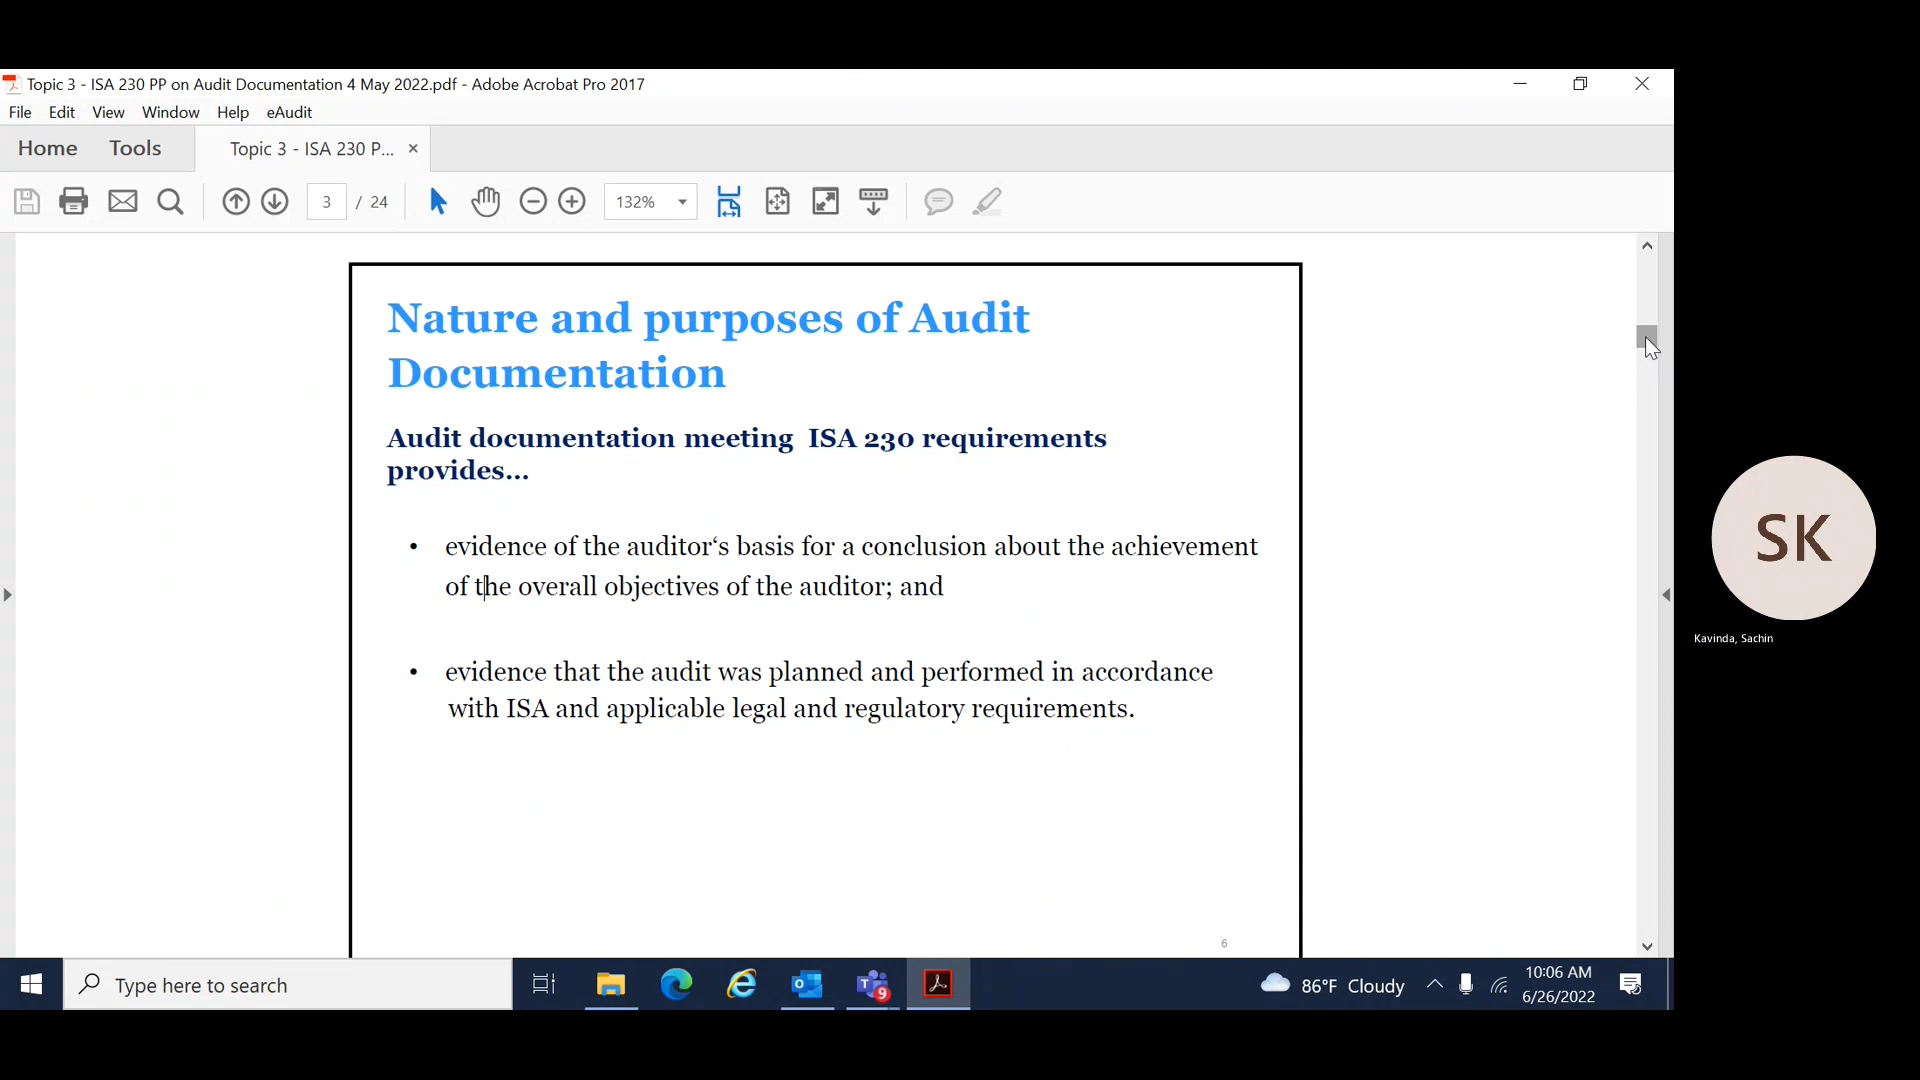 Topic 3 - ISA 230 PP on Audit Documentation 4 May 2022.pdf - Adobe Acrobat Pro 2017
File Edit View Window Help eAudit
Home Tools Topic 3 - ISA 230 P... ×
3 / 24 132%
Nature and purposes of Audit
Documentation
Audit documentation meeting ISA 230 requirements
provides...
• evidence of the auditor‘s basis for a conclusion about the achievement
of the overall objectives of the auditor; and
• evidence that the audit was planned and performed in accordance
with ISA and applicable legal and regulatory requirements.
6
SK
Kavinda, Sachin
Type here to search
9
86°F Cloudy
10:06 AM
6/26/2022